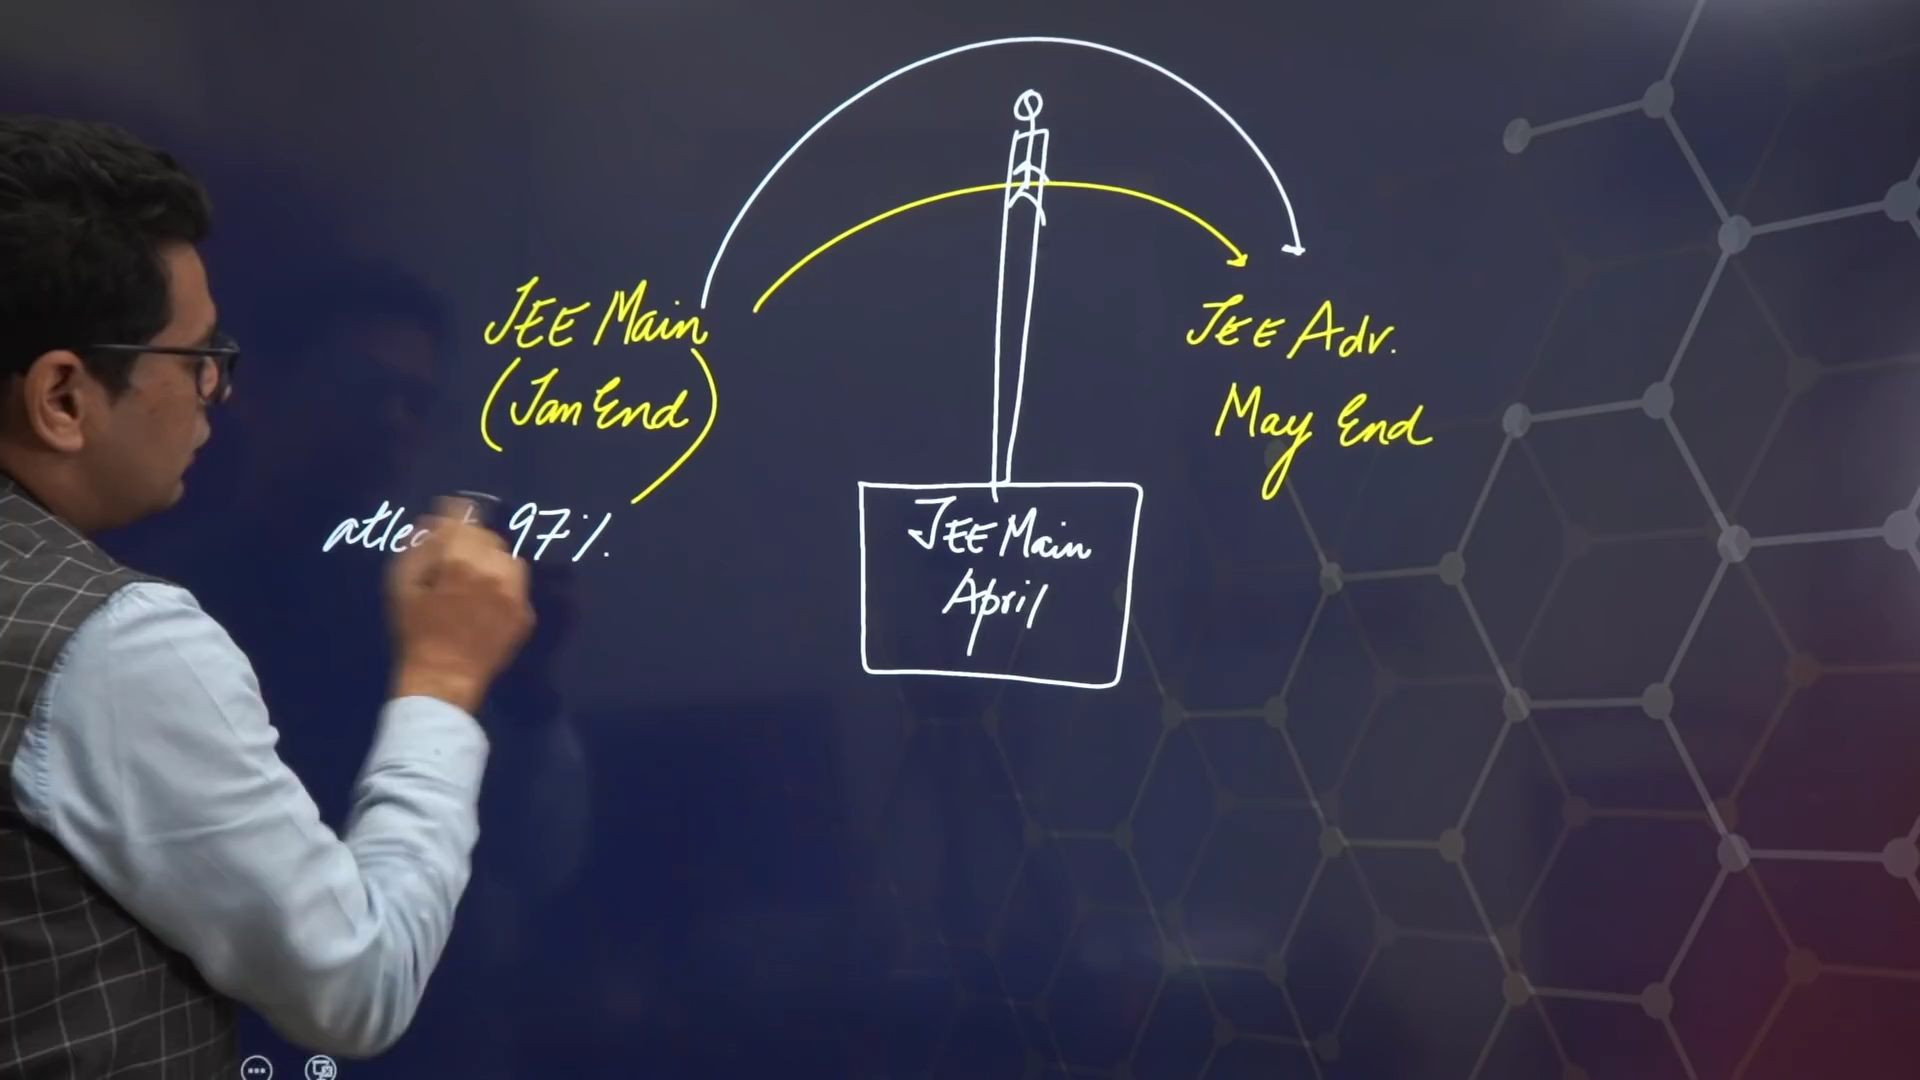 JEE Main
(Jan End)
JEE Adv.
May End
97%.
JEE Main
April